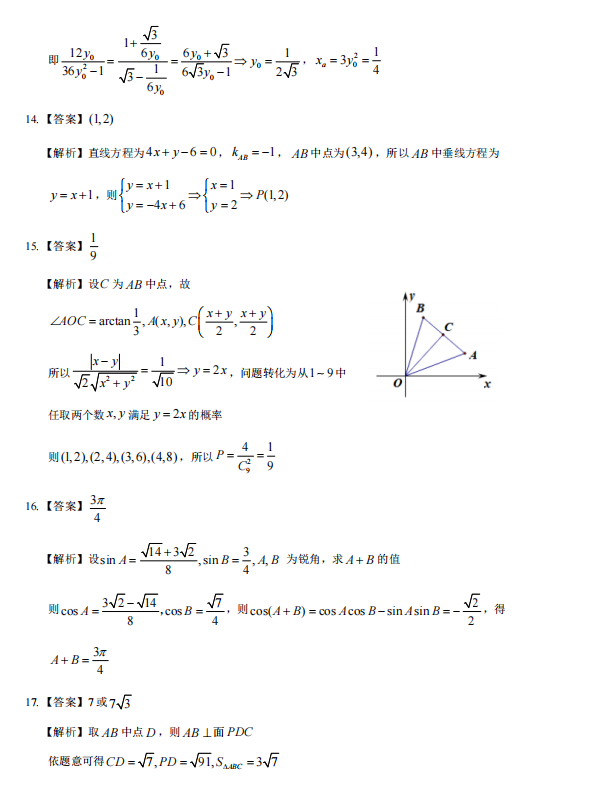 即 $\frac{12y_0}{36y_0^2-1}=\frac{1+\frac{\sqrt{3}}{6y_0}}{\sqrt{3}-\frac{1}{6y_0}}=\frac{6y_0+\sqrt{3}}{6\sqrt{3}y_0-1}\Rightarrow y_0=\frac{1}{2\sqrt{3}}$，$x_a=3y_0^2=\frac{1}{4}$
14.【答案】(1,2)
【解析】直线方程为 $4x+y-6=0$，$k_{AB}=-1$，$AB$ 中点为 $(3,4)$，所以 $AB$ 中垂线方程为
$y=x+1$，则 $\begin{cases}y=x+1\\y=-4x+6\end{cases}\Rightarrow\begin{cases}x=1\\y=2\end{cases}\Rightarrow P(1,2)$
15.【答案】$\frac{1}{9}$
【解析】设 $C$ 为 $AB$ 中点，故
$\angle AOC=\arctan\frac{1}{3},A(x,y),C\left(\frac{x+y}{2},\frac{x+y}{2}\right)$
所以 $\frac{|x-y|}{\sqrt{2}\sqrt{x^2+y^2}}=\frac{1}{\sqrt{10}}\Rightarrow y=2x$，问题转化为从 $1\sim9$ 中
任取两个数 $x,y$ 满足 $y=2x$ 的概率
则 $(1,2),(2,4),(3,6),(4,8)$，所以 $P=\frac{4}{C_9^2}=\frac{1}{9}$
y
B
C
A
O
x
16.【答案】$\frac{3\pi}{4}$
【解析】设 $\sin A=\frac{\sqrt{14}+3\sqrt{2}}{8},\sin B=\frac{3}{4},A,B$ 为锐角，求 $A+B$ 的值
则 $\cos A=\frac{3\sqrt{2}-\sqrt{14}}{8},\cos B=\frac{\sqrt{7}}{4}$，则 $\cos(A+B)=\cos A\cos B-\sin A\sin B=-\frac{\sqrt{2}}{2}$，得
$A+B=\frac{3\pi}{4}$
17.【答案】7 或 $7\sqrt{3}$
【解析】取 $AB$ 中点 $D$，则 $AB\perp$ 面 $PDC$
依题意可得 $CD=\sqrt{7},PD=\sqrt{91},S_{\Delta ABC}=3\sqrt{7}$